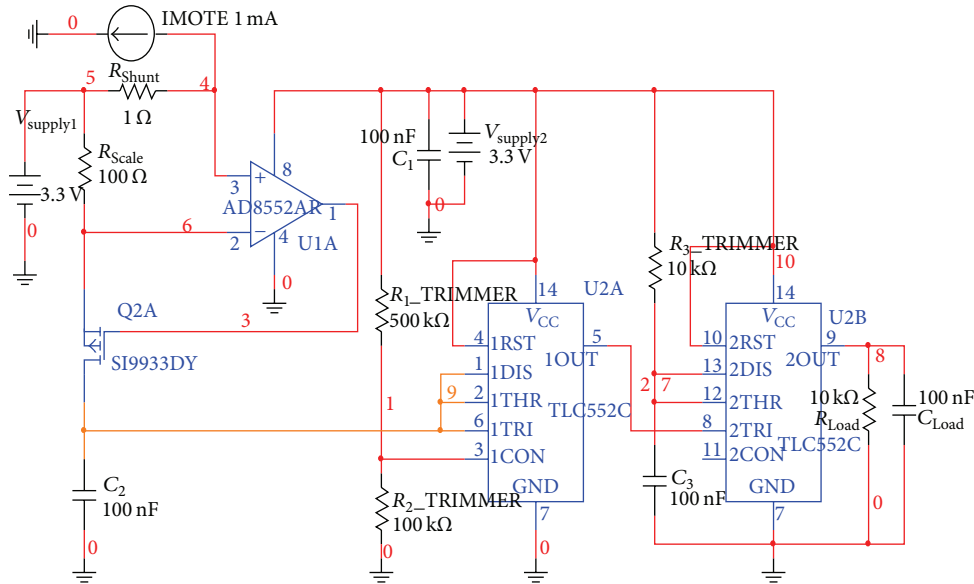 IMOTE 1 mA
0
5
R_Shunt
4
1 Ω
V_supply1
R_Scale
100 Ω
3.3 V
0
3
+
8
AD8552AR
1
−
2
4
U1A
6
0
100 nF
C_1
V_supply2
3.3 V
0
Q2A
3
SI9933DY
R_1_TRIMMER
500 kΩ
R_3_TRIMMER
10 kΩ
10
14
U2A
V_CC
4
1RST
5
1OUT
1
1DIS
9
2
1THR
TLC552C
6
1TRI
1
3
1CON
GND
7
0
2
7
14
U2B
V_CC
10
2RST
9
2OUT
13
2DIS
12
2THR
8
2TRI
TLC552C
11
2CON
GND
7
8
10 kΩ
R_Load
100 nF
C_Load
0
C_2
100 nF
0
R_2_TRIMMER
100 kΩ
0
C_3
100 nF